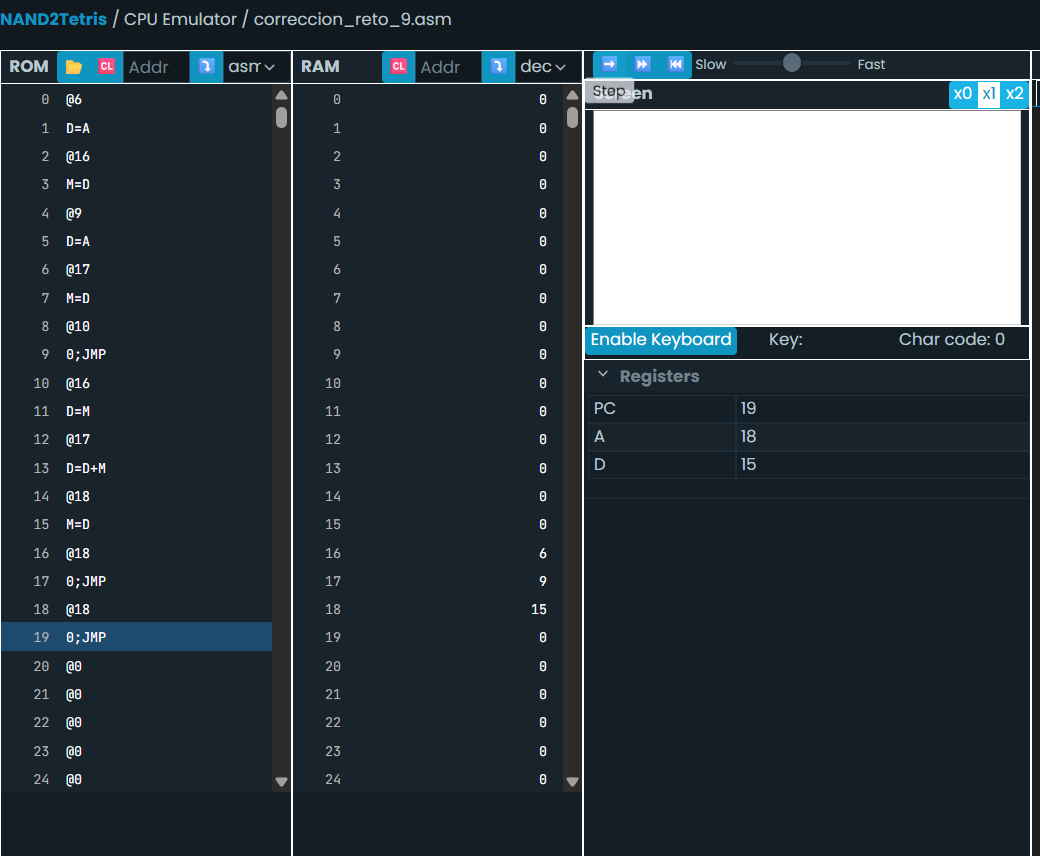 NAND2Tetris / CPU Emulator / correccion_reto_9.asm
ROM CL Addr asm RAM CL Addr dec Slow Fast
Step
x0 x1 x2
0 @6 0 0
1 D=A 1 0
2 @16 2 0
3 M=D 3 0
4 @9 4 0
5 D=A 5 0
6 @17 6 0
7 M=D 7 0
8 @10 8 0
9 0;JMP 9 0
10 @16 10 0
11 D=M 11 0
12 @17 12 0
13 D=D+M 13 0
14 @18 14 0
15 M=D 15 0
16 @18 16 6
17 0;JMP 17 9
18 @18 18 15
19 0;JMP 19 0
20 @0 20 0
21 @0 21 0
22 @0 22 0
23 @0 23 0
24 @0 24 0
Enable Keyboard Key: Char code: 0
Registers
PC 19
A 18
D 15